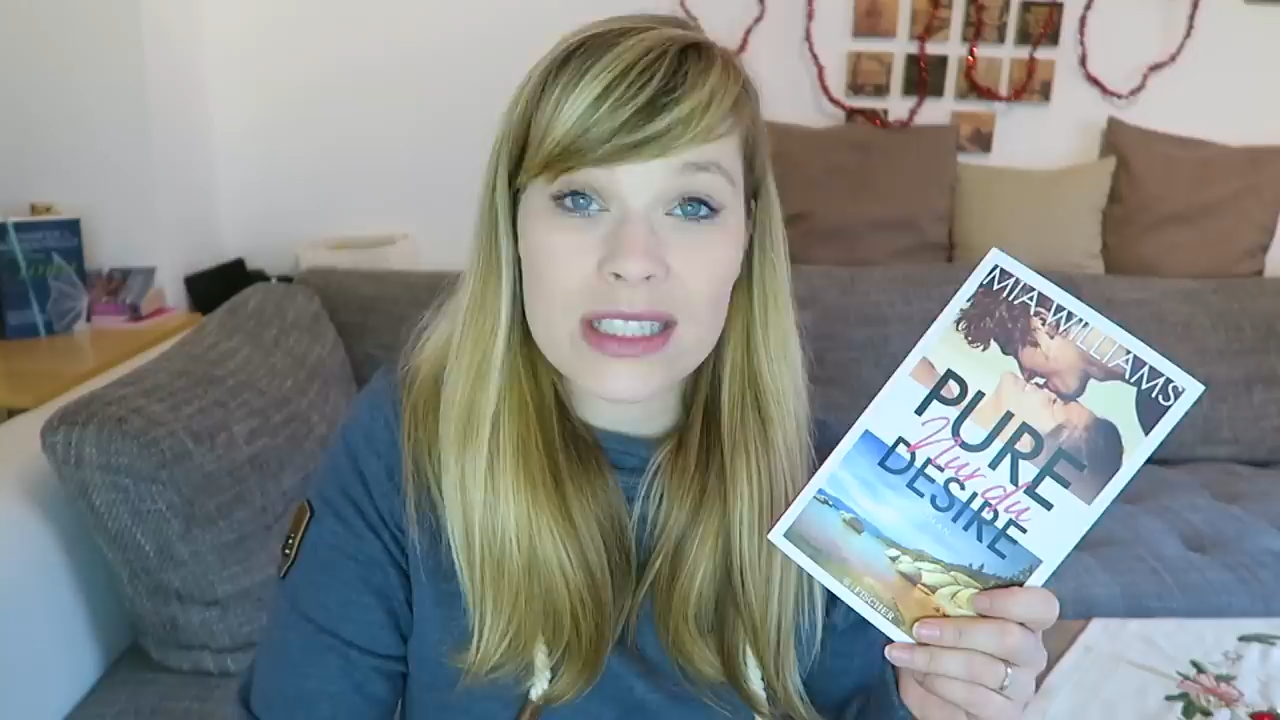 MIA WILLIAMS
PURE
Nur du
DESIRE
FISCHER